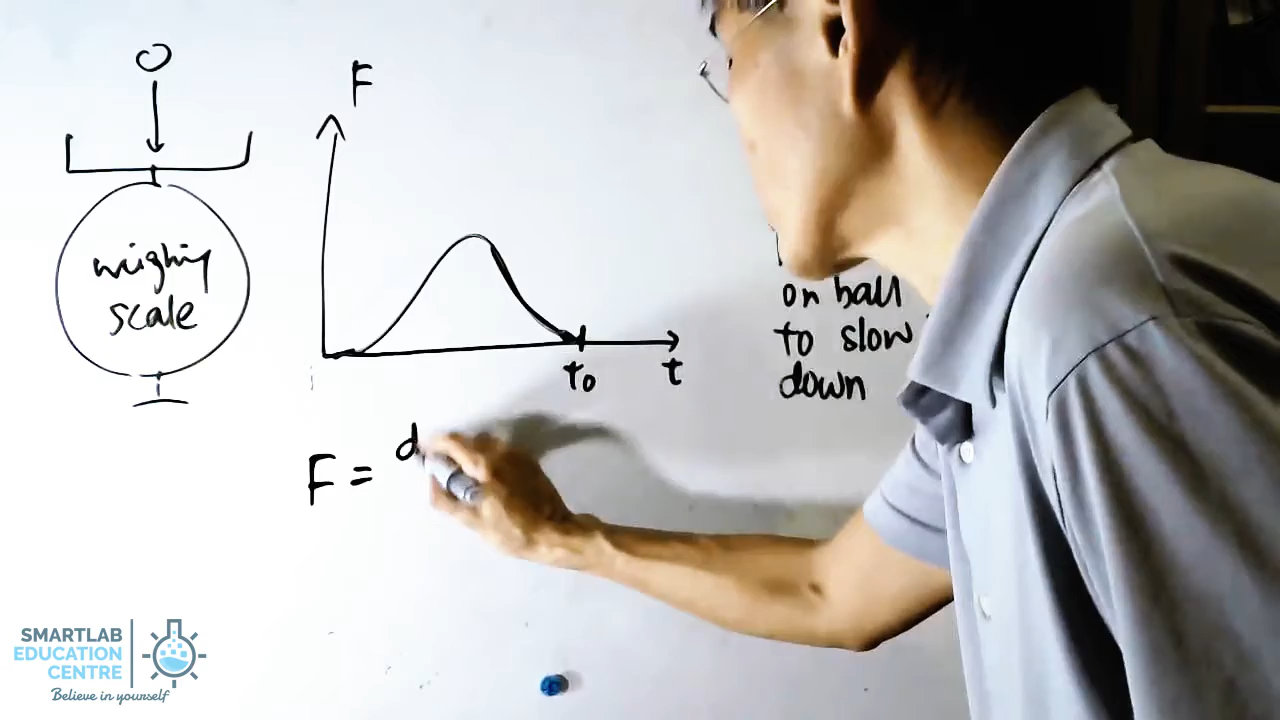 F
weighing
scale
t₀
t
on ball
to slow
down
F = d
SMARTLAB
EDUCATION
CENTRE
Believe in yourself